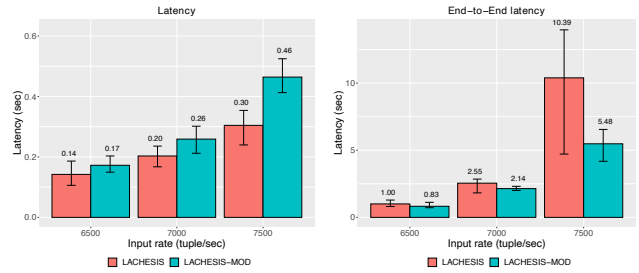 Latency
0.6
0.4
0.2
0.0
Latency (sec)
0.14
0.17
0.20
0.26
0.30
0.46
6500
7000
7500
Input rate (tuple/sec)
LACHESIS
LACHESIS−MOD
End−to−End latency
10
5
0
Latency (sec)
1.00
0.83
2.55
2.14
10.39
5.48
6500
7000
7500
Input rate (tuple/sec)
LACHESIS
LACHESIS−MOD